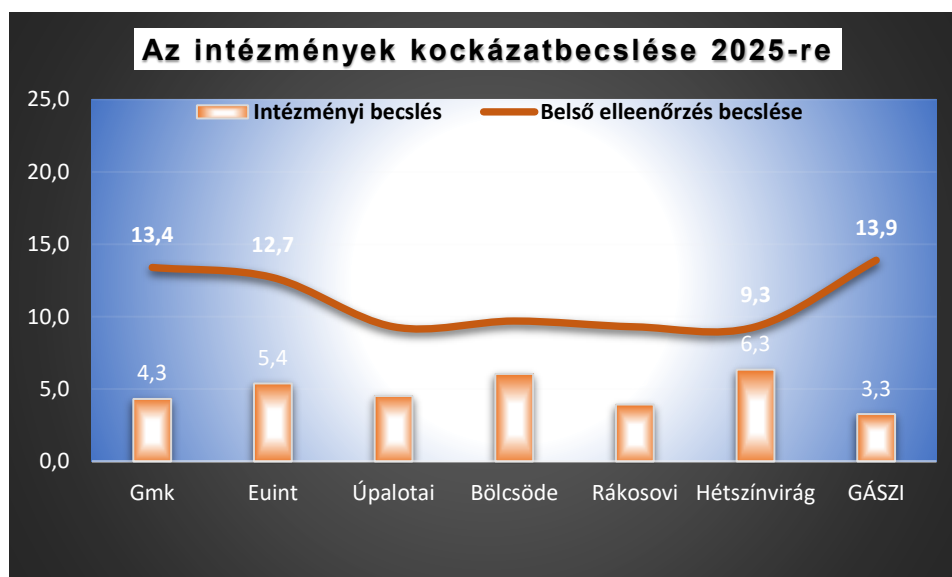 Az intézmények kockázatbecslése 2025-re
25,0
Intézményi becslés
Belső elleenőrzés becslése
20,0
15,0
13,4
12,7
13,9
10,0
9,3
6,3
5,0
4,3
5,4
3,3
0,0
Gmk
Euint
Úpalotai
Bölcsöde
Rákosovi
Hétszínvirág
GÁSZI